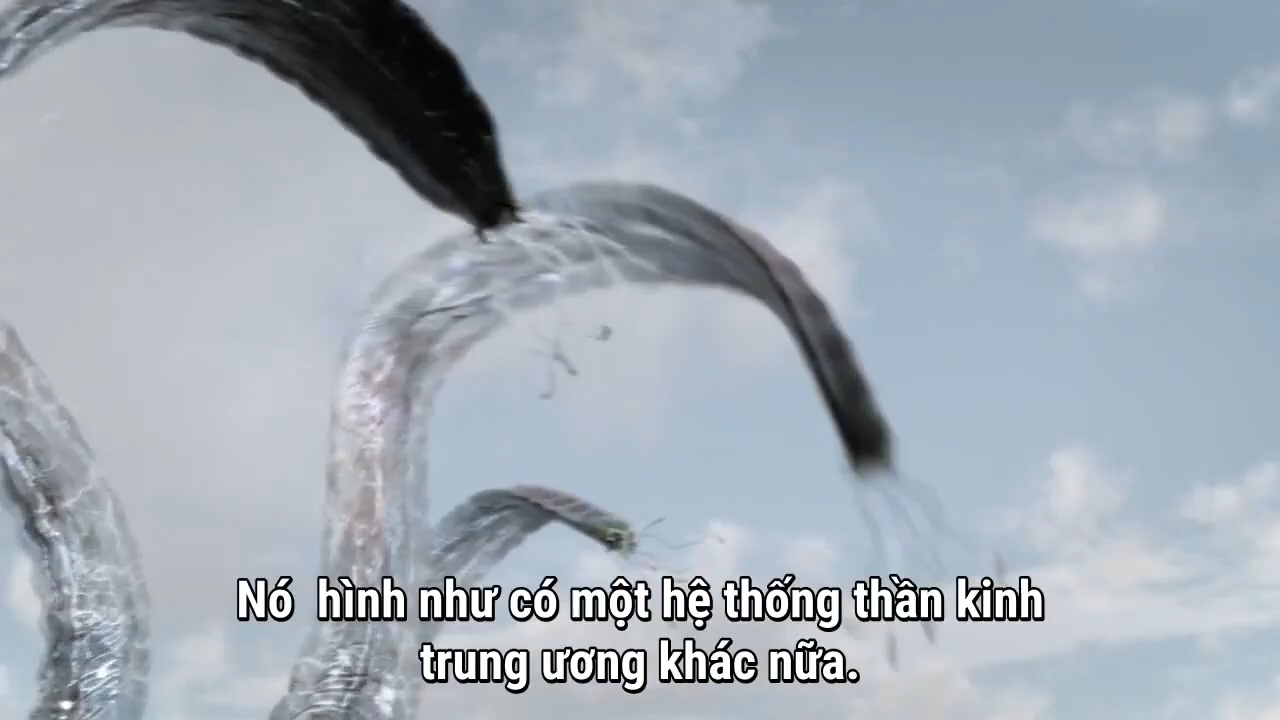 Nó  hình như có một hệ thống thần kinh
trung ương khác nữa.